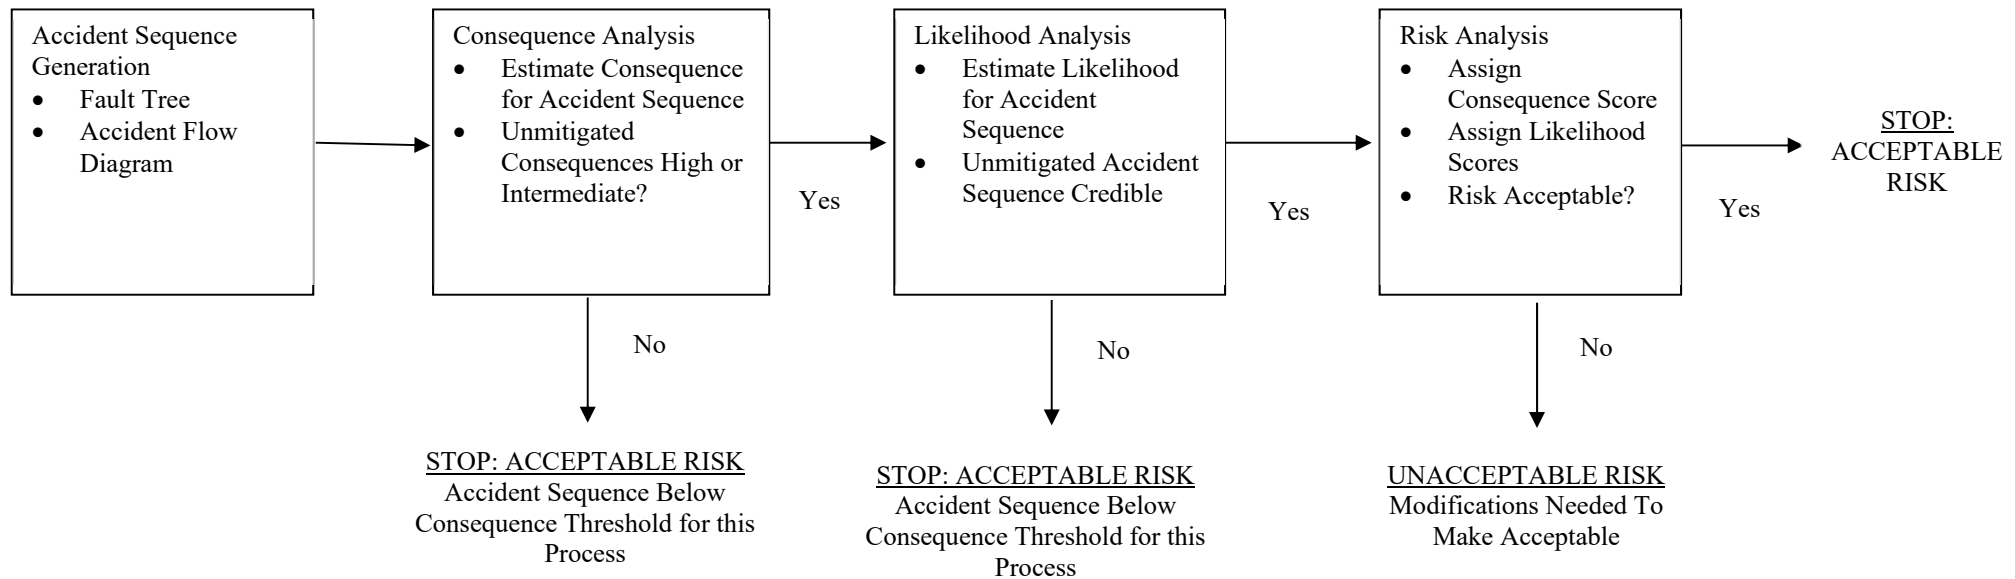 Accident Sequence
Generation
• Fault Tree
• Accident Flow
Diagram
Consequence Analysis
• Estimate Consequence
for Accident Sequence
• Unmitigated
Consequences High or
Intermediate?
Yes
No
STOP: ACCEPTABLE RISK
Accident Sequence Below
Consequence Threshold for this
Process
Likelihood Analysis
• Estimate Likelihood
for Accident
Sequence
• Unmitigated Accident
Sequence Credible
Yes
No
STOP: ACCEPTABLE RISK
Accident Sequence Below
Consequence Threshold for this
Process
Risk Analysis
• Assign
Consequence Score
• Assign Likelihood
Scores
• Risk Acceptable?
Yes
No
UNACCEPTABLE RISK
Modifications Needed To
Make Acceptable
STOP:
ACCEPTABLE
RISK